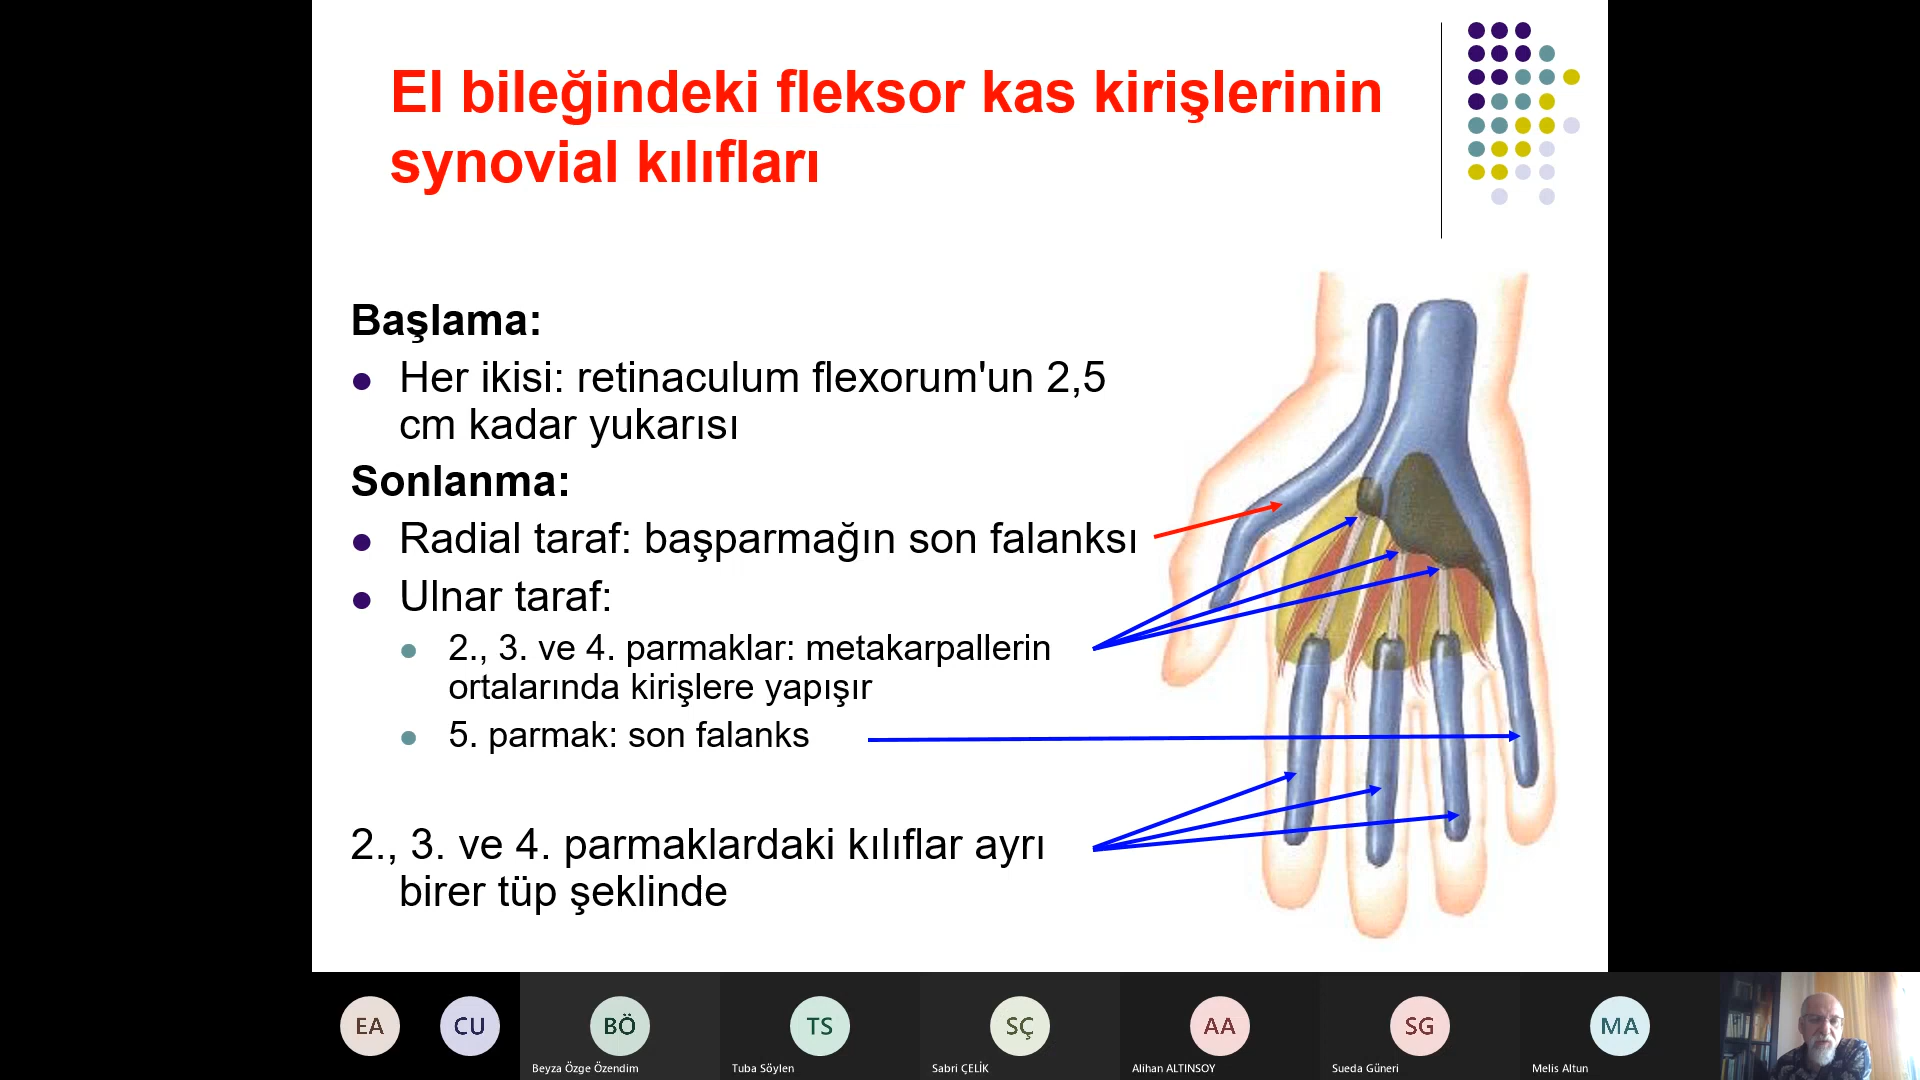 El bileğindeki fleksor kas kirişlerinin
synovial kılıfları
Başlama:
Her ikisi: retinaculum flexorum'un 2,5
cm kadar yukarısı
Sonlanma:
Radial taraf: başparmağın son falanksı
Ulnar taraf:
2., 3. ve 4. parmaklar: metakarpallerin
ortalarında kirişlere yapışır
5. parmak: son falanks
2., 3. ve 4. parmaklardaki kılıflar ayrı
birer tüp şeklinde
EA
CU
BÖ
TS
SÇ
AA
SG
MA
Beyza Özge Özendim
Tuba Söylen
Sabri ÇELİK
Alihan ALTINSOY
Sueda Güneri
Melis Altun